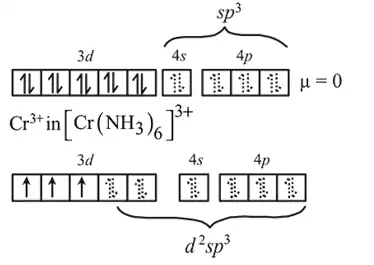 sp³
3d 4s 4p
μ = 0
Cr³⁺ in [Cr(NH₃)₆]³⁺
3d 4s 4p
d²sp³